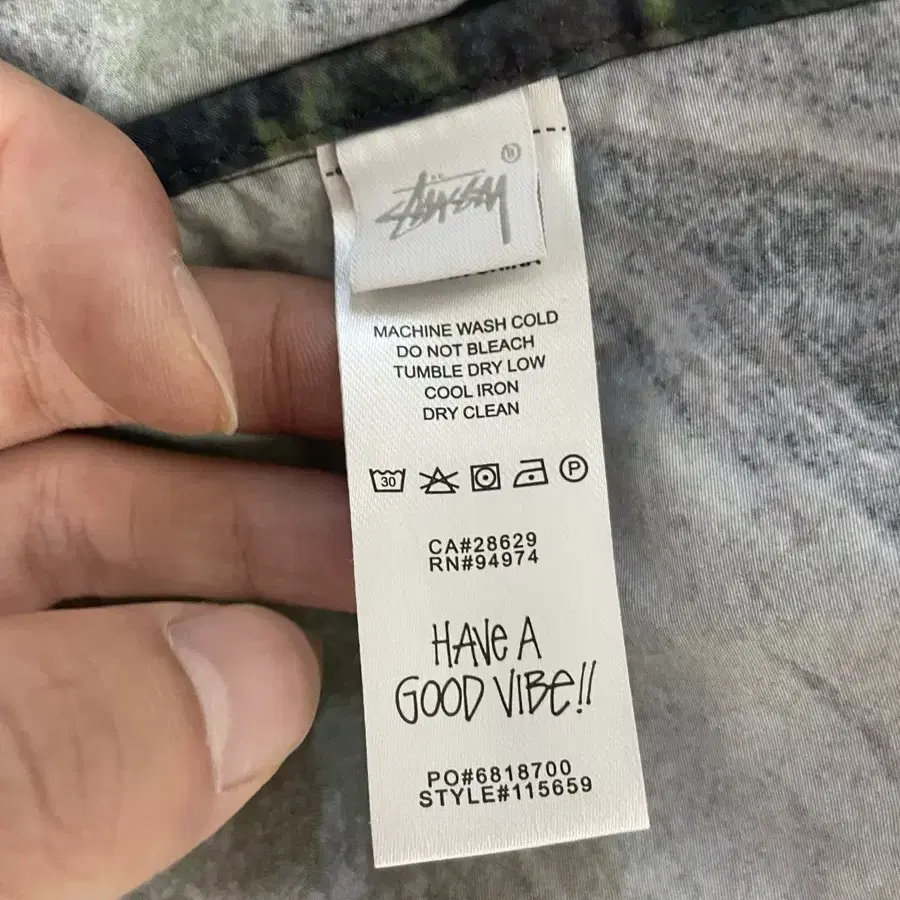 Stüssy ®
MACHINE WASH COLD
DO NOT BLEACH
TUMBLE DRY LOW
COOL IRON
DRY CLEAN
30
P
CA#28629
RN#94974
HAVe A
GOOD VIBe!!
PO#6818700
STYLE#115659